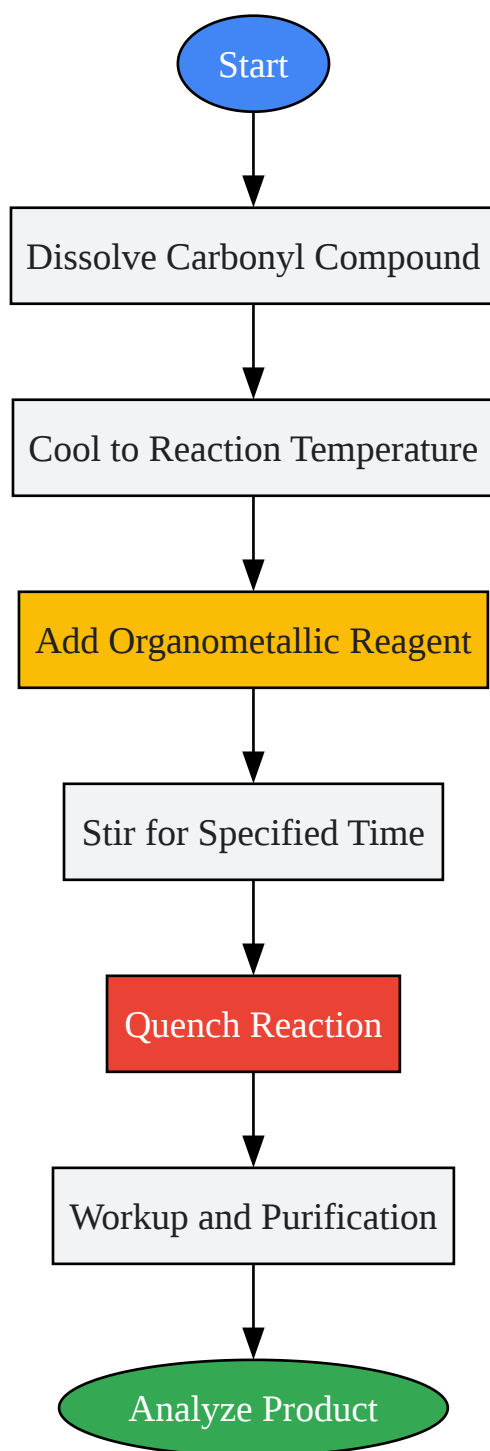 Start
Dissolve Carbonyl Compound
Cool to Reaction Temperature
Add Organometallic Reagent
Stir for Specified Time
Quench Reaction
Workup and Purification
Analyze Product